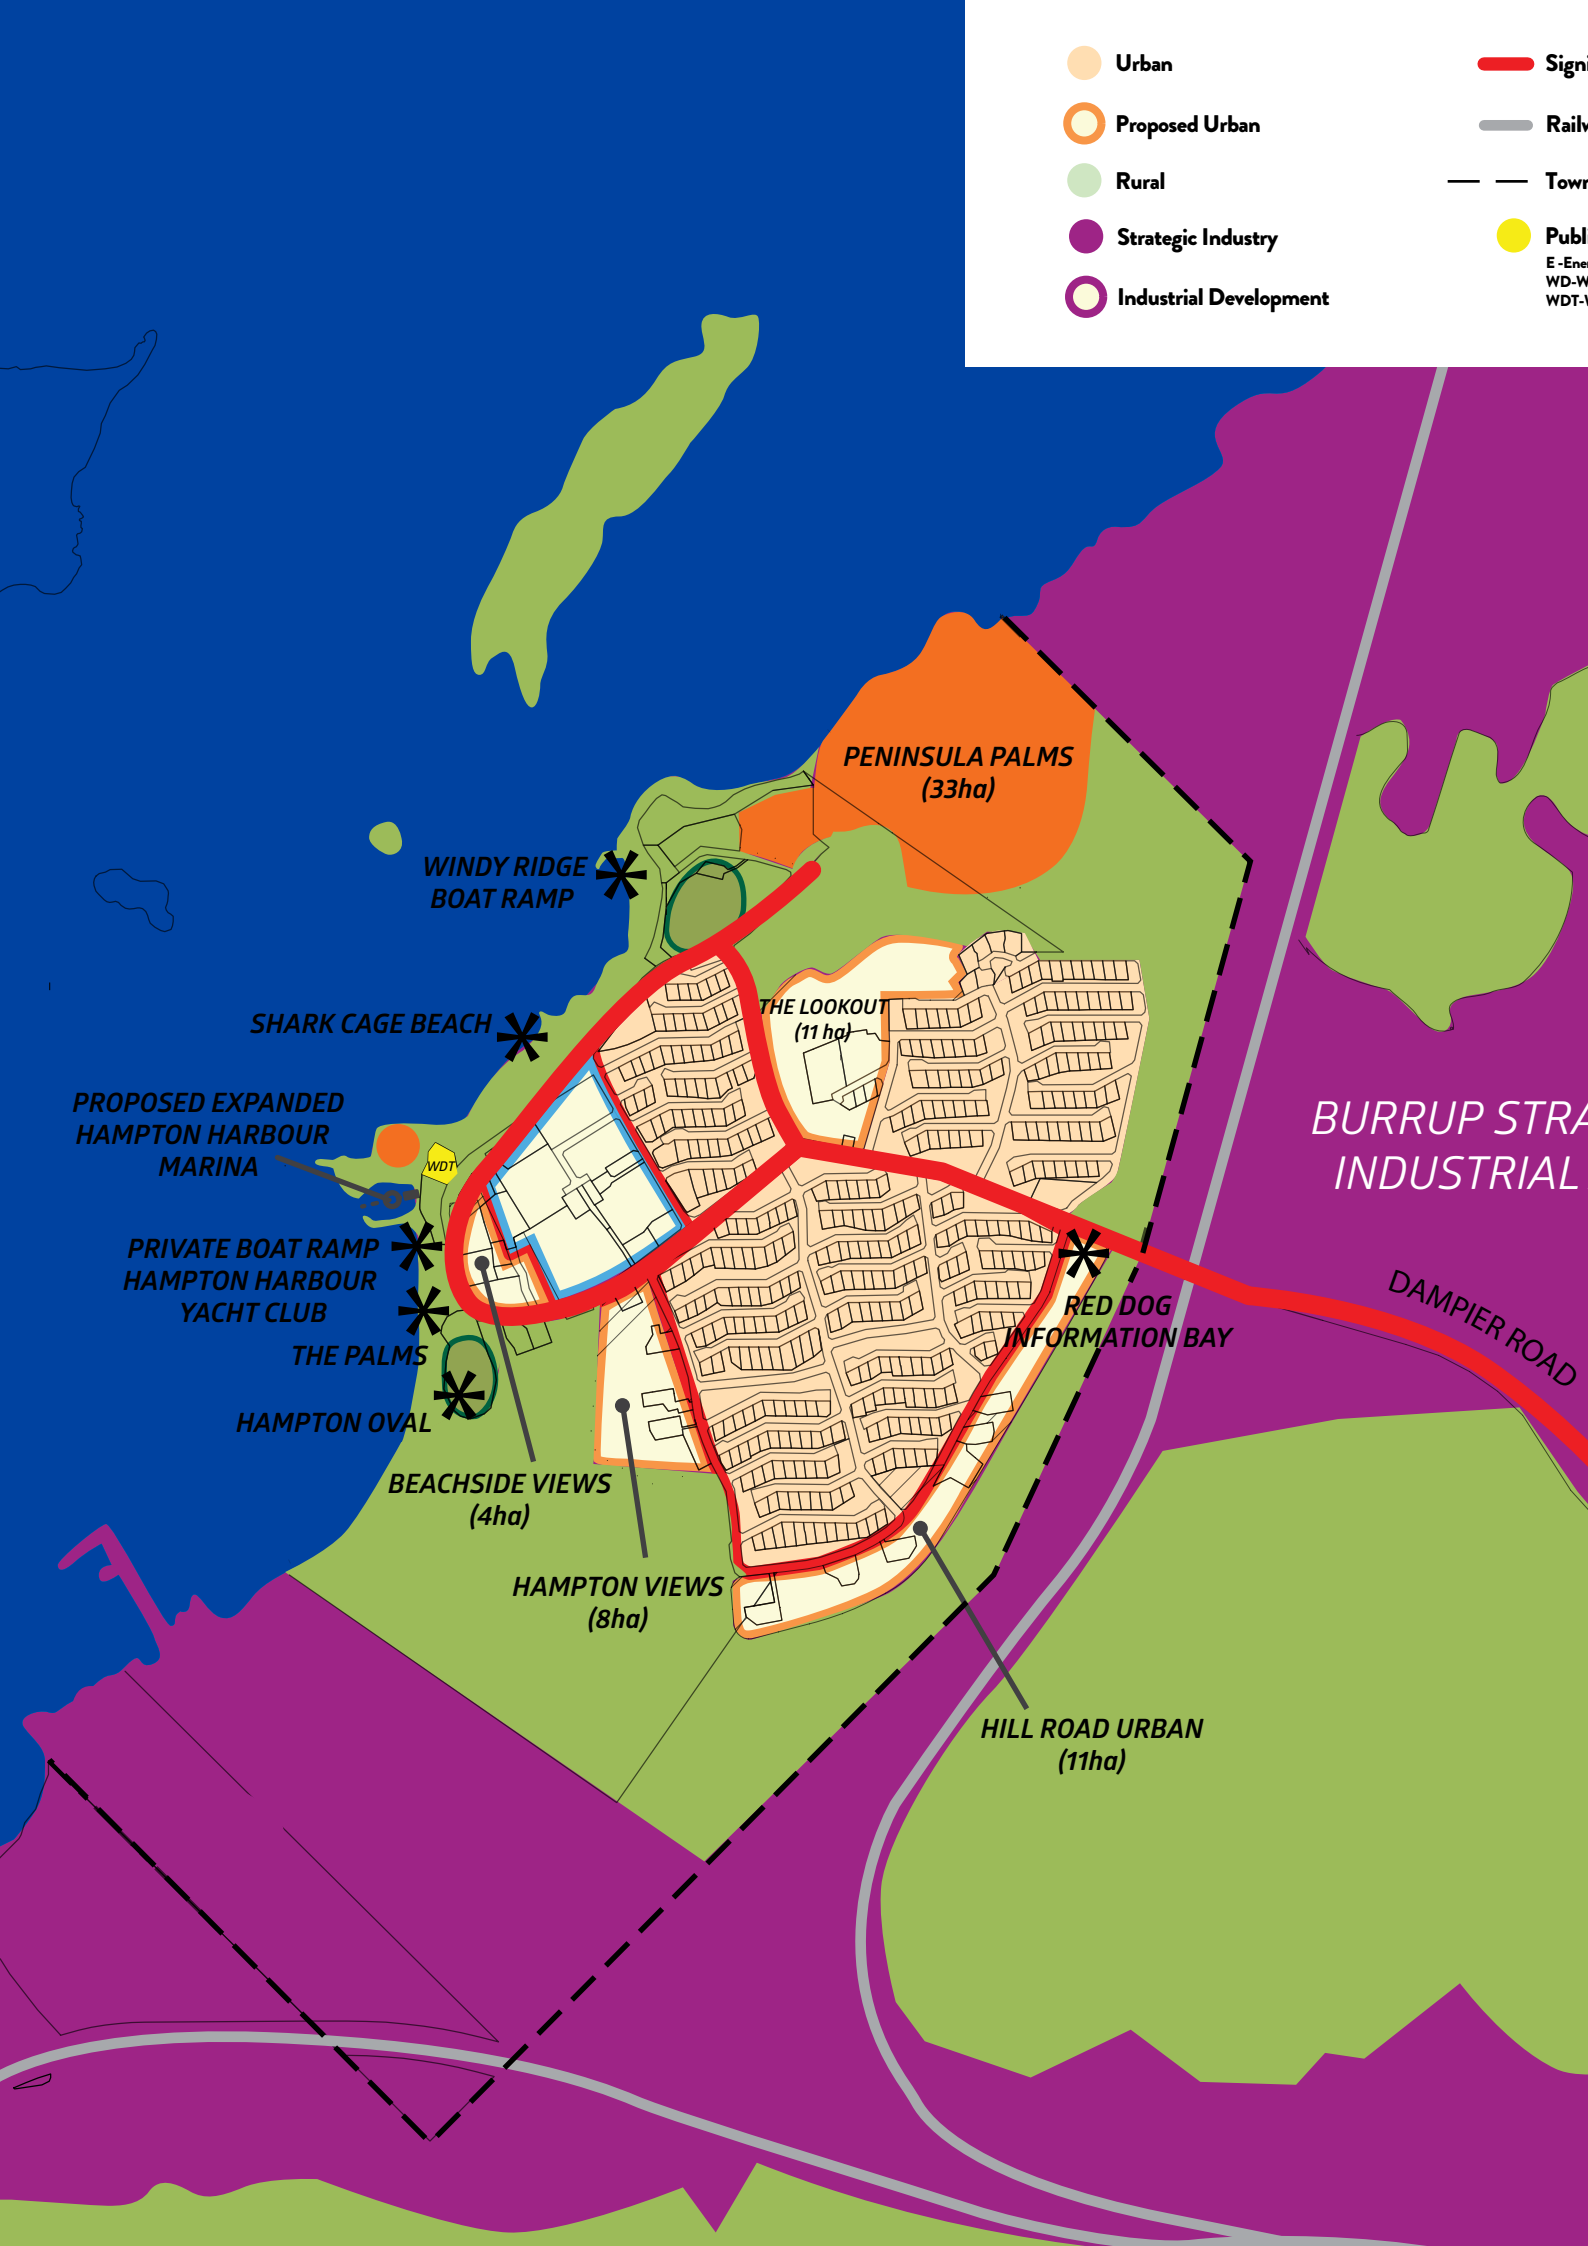 Urban
Proposed Urban
Rural
Strategic Industry
Industrial Development
E
PENINSULA PALMS
(33ha)
WINDY RIDGE
BOAT RAMP
THE LOOKOUT
(11 ha)
SHARK CAGE BEACH
PROPOSED EXPANDED
HAMPTON HARBOUR
MARINA
WDT
BURRUP
INDUSTRIAL
PRIVATE BOAT RAMP
HAMPTON HARBOUR
YACHT CLUB
RED DOG
INFORMATION BAY
DAMPIER ROAD
THE PALMS
HAMPTON OVAL
BEACHSIDE VIEWS
(4ha)
HAMPTON VIEWS
(8ha)
HILL ROAD URBAN
(11ha)